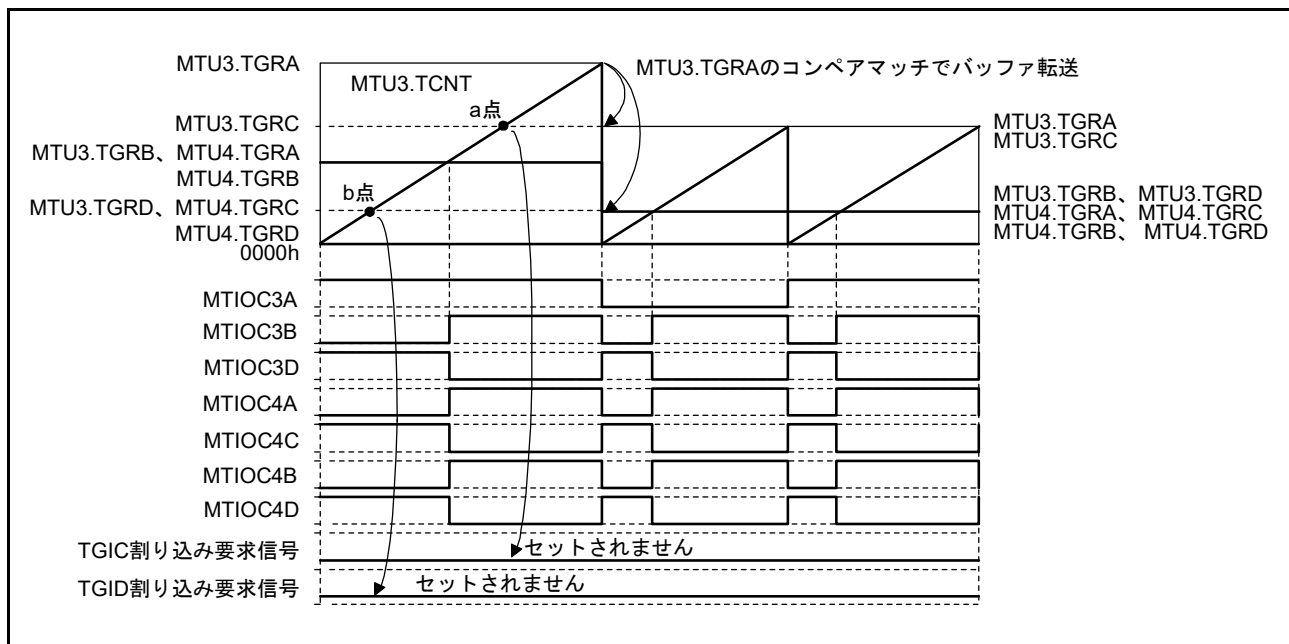 MTU3.TGRA
MTU3.TCNT
MTU3.TGRAのコンペアマッチでバッファ転送
a点
MTU3.TGRC
MTU3.TGRB、MTU4.TGRA
MTU4.TGRB
b点
MTU3.TGRD、MTU4.TGRC
MTU4.TGRD
0000h
MTU3.TGRA
MTU3.TGRC
MTU3.TGRB、MTU3.TGRD
MTU4.TGRA、MTU4.TGRC
MTU4.TGRB、 MTU4.TGRD
MTIOC3A
MTIOC3B
MTIOC3D
MTIOC4A
MTIOC4C
MTIOC4B
MTIOC4D
TGIC割り込み要求信号
セットされません
TGID割り込み要求信号
セットされません